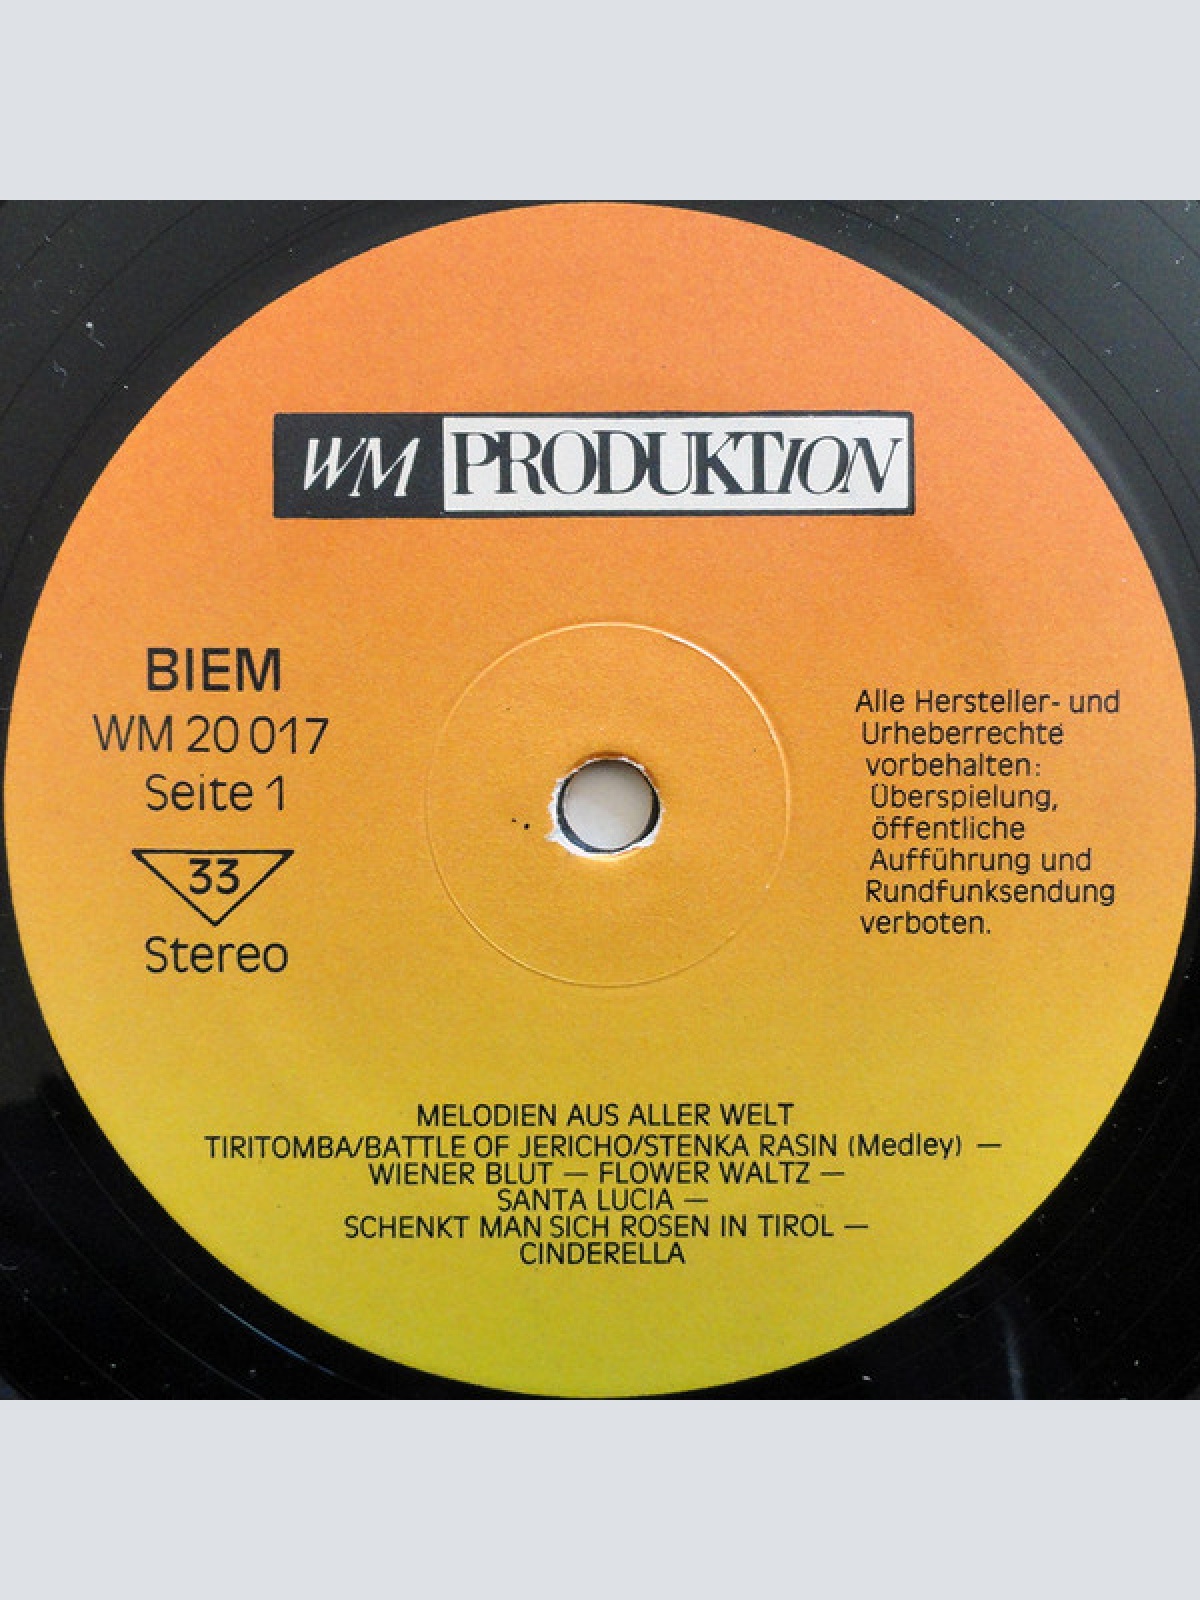 WM PRODUKTION
BIEM
WM 20 017
Seite 1
33
Stereo
Alle Hersteller- und
Urheberrechte
vorbehalten:
Überspielung,
öffentliche
Aufführung und
Rundfunksendung
verboten.
MELODIEN AUS ALLER WELT
TIRITOMBA/BATTLE OF JERICHO/STENKA RASIN (Medley) —
WIENER BLUT — FLOWER WALTZ —
SANTA LUCIA —
SCHENKT MAN SICH ROSEN IN TIROL —
CINDERELLA